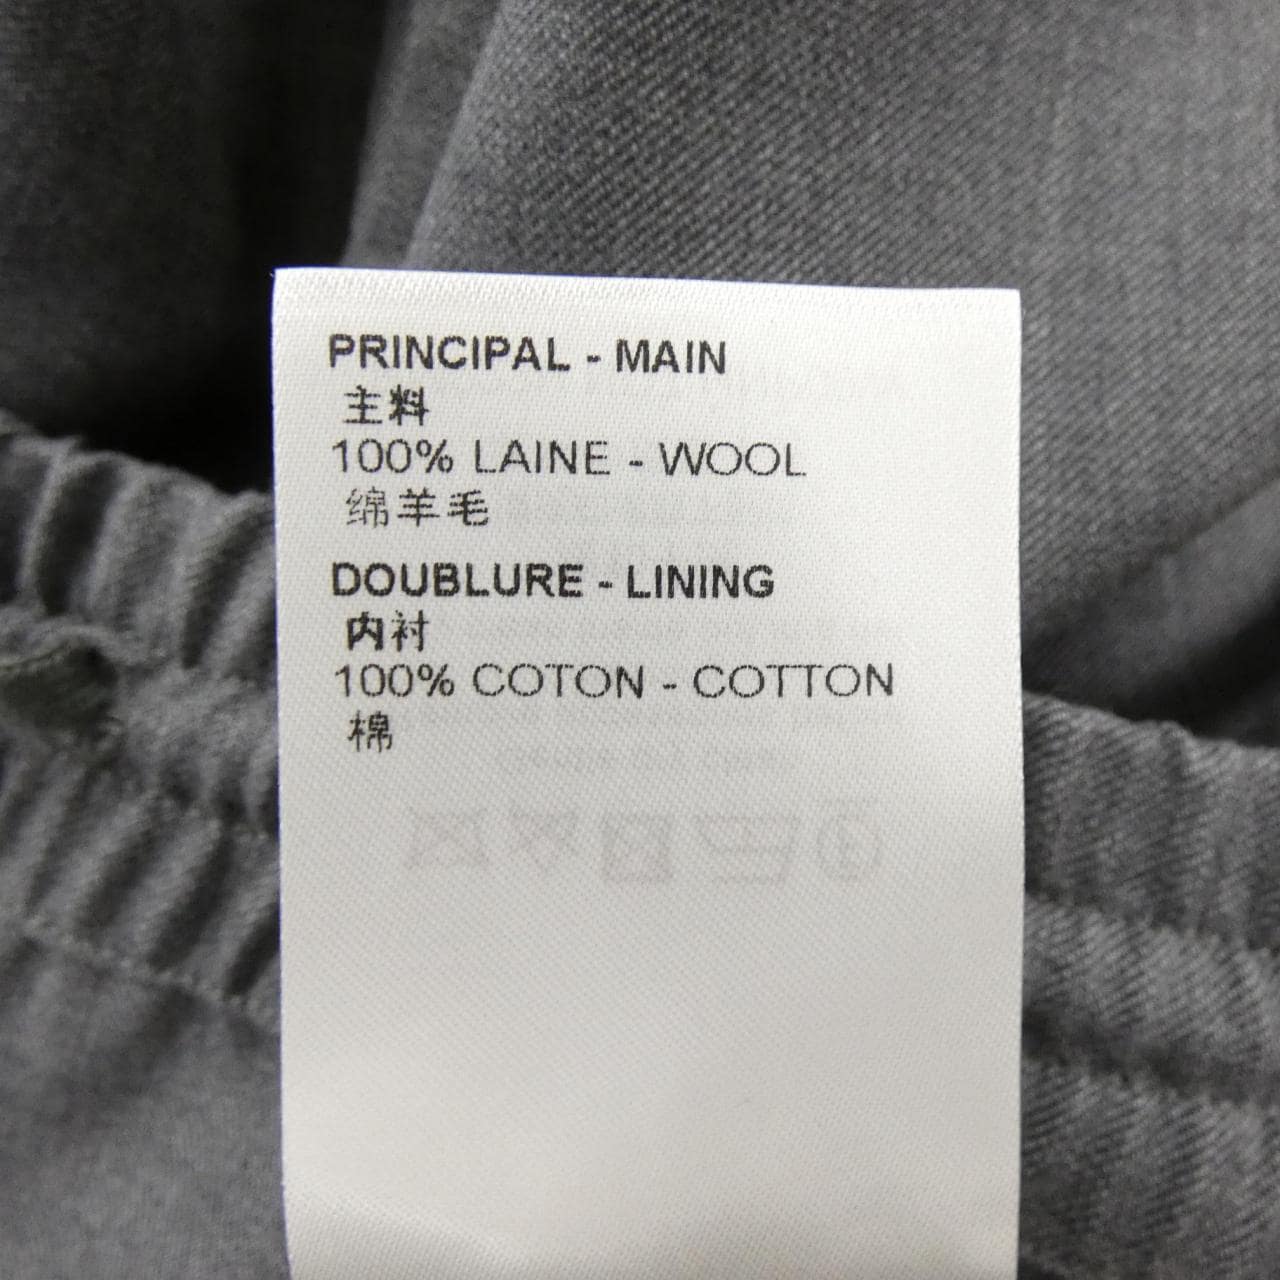 PRINCIPAL - MAIN
主料
100% LAINE - WOOL
绵羊毛
DOUBLURE - LINING
内衬
100% COTON - COTTON
棉